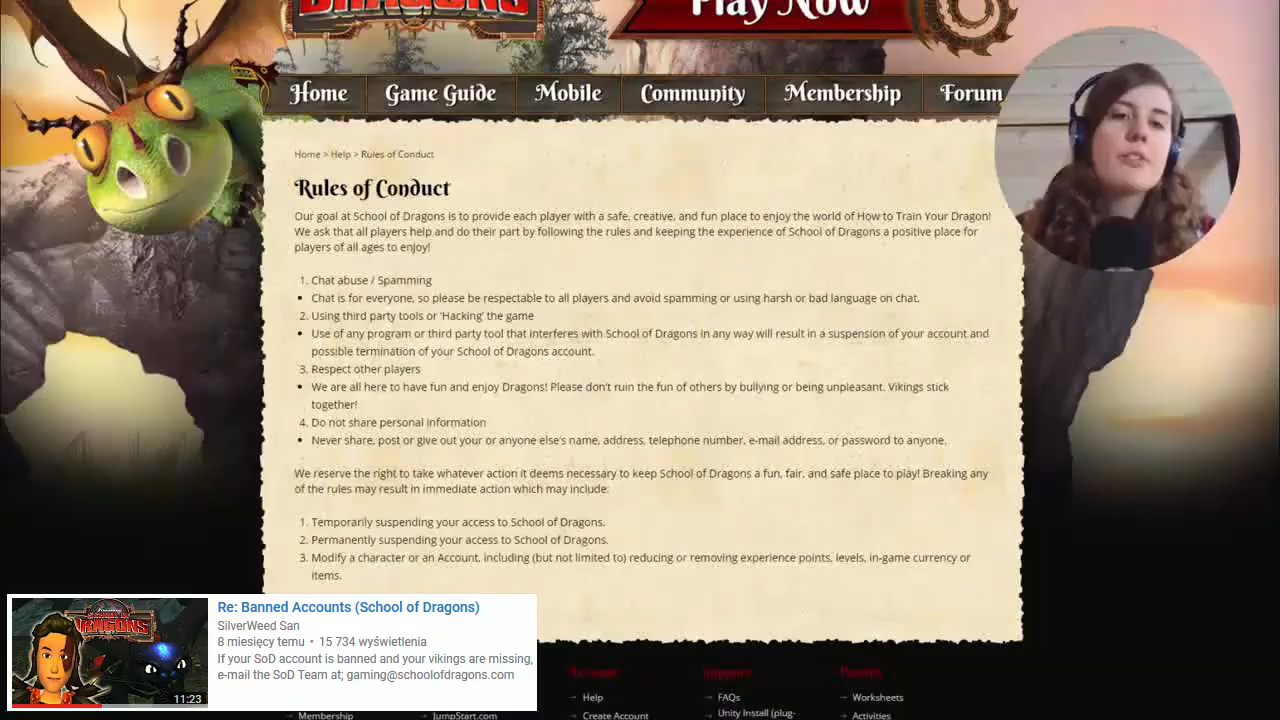 DRAGONS
Play Now
Home
Game Guide
Mobile
Community
Membership
Forum
Home > Help > Rules of Conduct
Rules of Conduct
Our goal at School of Dragons is to provide each player with a safe, creative, and fun place to enjoy the world of How to Train Your Dragon!
We ask that all players help and do their part by following the rules and keeping the experience of School of Dragons a positive place for
players of all ages to enjoy!
1. Chat abuse / Spamming
• Chat is for everyone, so please be respectable to all players and avoid spamming or using harsh or bad language on chat.
2. Using third party tools or 'Hacking' the game
• Use of any program or third party tool that interferes with School of Dragons in any way will result in a suspension of your account and
possible termination of your School of Dragons account.
3. Respect other players
• We are all here to have fun and enjoy Dragons! Please don't ruin the fun of others by bullying or being unpleasant. Vikings stick
together!
4. Do not share personal information
• Never share, post or give out your or anyone else's name, address, telephone number, e-mail address, or password to anyone.
We reserve the right to take whatever action it deems necessary to keep School of Dragons a fun, fair, and safe place to play! Breaking any
of the rules may result in immediate action which may include:
1. Temporarily suspending your access to School of Dragons.
2. Permanently suspending your access to School of Dragons.
3. Modify a character or an Account, including (but not limited to) reducing or removing experience points, levels, in-game currency or
items.
DRAGONS
11:23
Re: Banned Accounts (School of Dragons)
SilverWeed San
8 miesięcy temu • 15 734 wyświetlenia
If your SoD account is banned and your vikings are missing,
e-mail the SoD Team at; gaming@schoolofdragons.com
Account
Support
Parents
→ Help
→ FAQs
→ Worksheets
→ Membership
→ JumpStart.com
→ Create Account
→ Unity Install (plug-
→ Activities